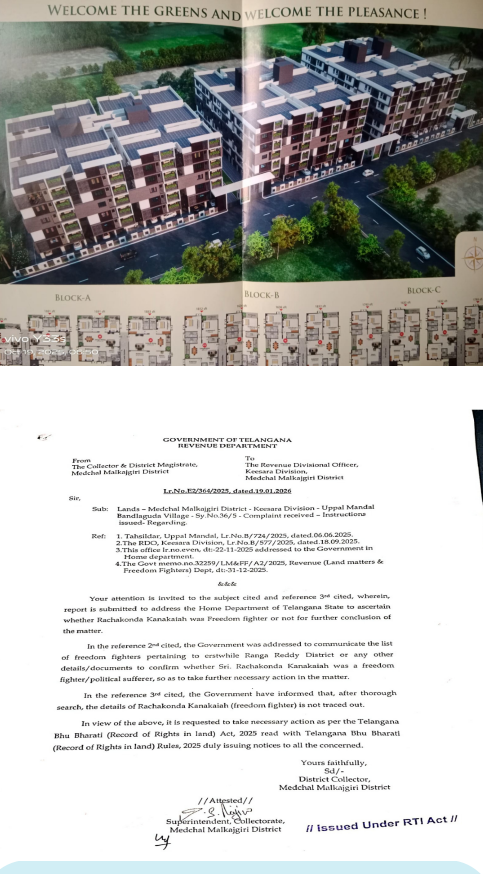 WELCOME THE GREENS AND WELCOME THE PLEASANCE !
BLOCK-A
BLOCK-B
BLOCK-C
vivo Y33s
GOVERNMENT OF TELANGANA
REVENUE DEPARTMENT
From
The Collector & District Magistrate,
Medchal Malkajgiri District
To
The Revenue Divisional Officer,
Keesara Division,
Medchal Malkajgiri District
Lr.No.E2/364/2025, dated.19.01.2026
Sir,
Sub: Lands – Medchal Malkajgiri District - Keesara Division - Uppal Mandal
Bandlaguda Village - Sy.No.36/5 - Complaint received – Instructions
issued- Regarding.
Ref: 1. Tahsildar, Uppal Mandal, Lr.No.B/724/2025, dated.06.06.2025.
2.The RDO, Keesara Division, Lr.No.B/577/2025, dated.18.09.2025.
3.This office lr.no.even, dt:-22-11-2025 addressed to the Government in
Home department.
4.The Govt memo.no.32259/LM&FF/A2/2025, Revenue (Land matters &
Freedom Fighters) Dept, dt:-31-12-2025.
&&&
Your attention is invited to the subject cited and reference 3rd cited, wherein,
report is submitted to address the Home Department of Telangana State to ascertain
whether Rachakonda Kanakaiah was Freedom fighter or not for further conclusion of
the matter.
In the reference 2nd cited, the Government was addressed to communicate the list
of freedom fighters pertaining to erstwhile Ranga Reddy District or any other
details/documents to confirm whether Sri. Rachakonda Kanakaiah was a freedom
fighter/political sufferer, so as to take further necessary action in the matter.
In the reference 3rd cited, the Government have informed that, after thorough
search, the details of Rachakonda Kanakaiah (freedom fighter) is not traced out.
In view of the above, it is requested to take necessary action as per the Telangana
Bhu Bharati (Record of Rights in land) Act, 2025 read with Telangana Bhu Bharati
(Record of Rights in land) Rules, 2025 duly issuing notices to all the concerned.
Yours faithfully,
Sd/-
District Collector,
Medchal Malkajgiri District
//Attested//
Superintendent, Collectorate,
Medchal Malkajgiri District
// Issued Under RTI Act //